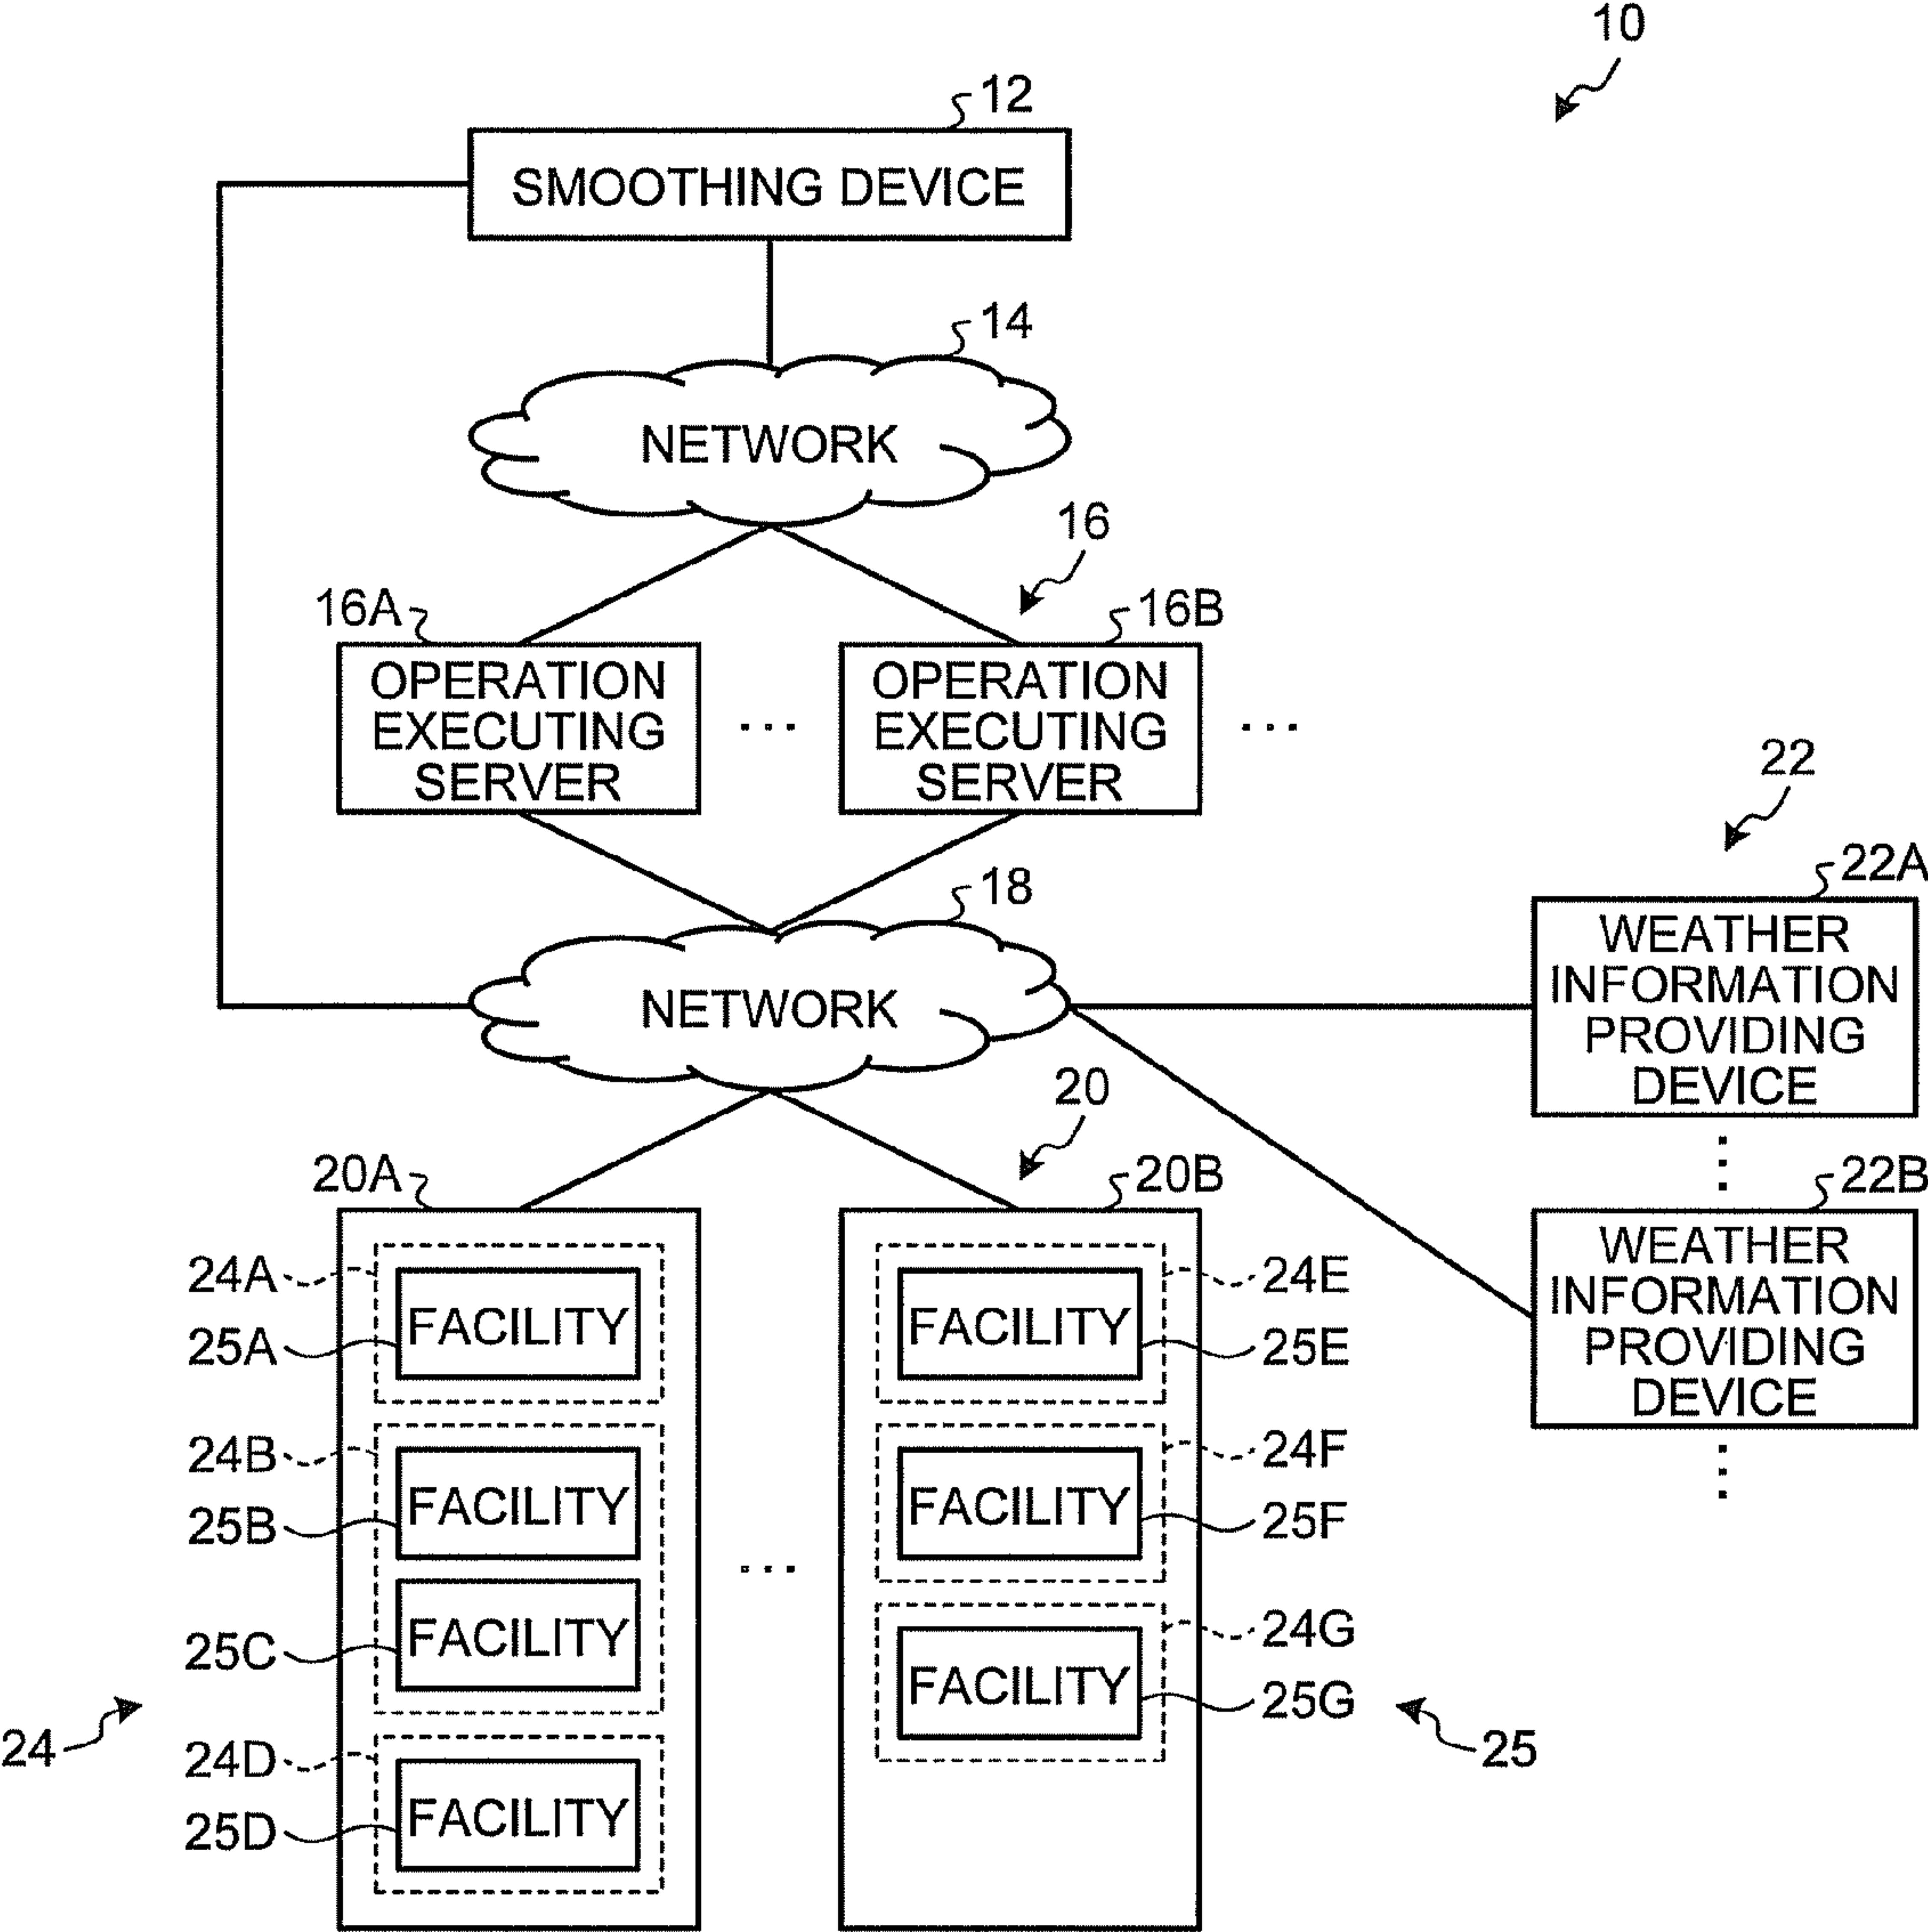 10
12
SMOOTHING DEVICE
14
NETWORK
16
16A
16B
OPERATION
EXECUTING
SERVER
...
OPERATION
EXECUTING
SERVER
...
18
NETWORK
22
22A
WEATHER
INFORMATION
PROVIDING
DEVICE
22B
WEATHER
INFORMATION
PROVIDING
DEVICE
20
20A
20B
24A
FACILITY
25A
24B
FACILITY
25B
FACILITY
25C
24D
FACILITY
25D
24
...
24E
FACILITY
25E
24F
FACILITY
25F
24G
FACILITY
25G
25